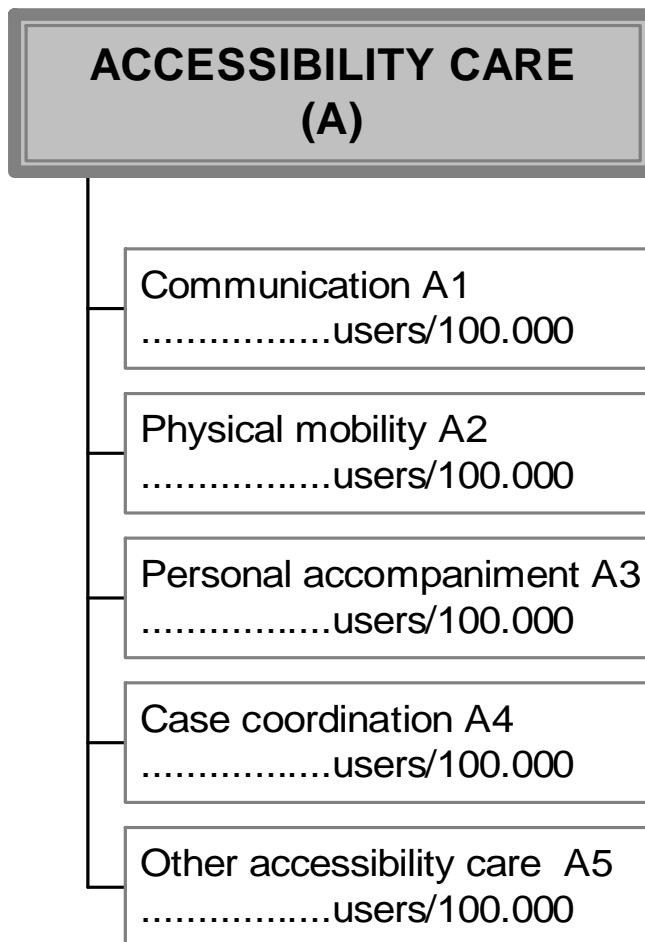 ACCESSIBILITY CARE
(A)
Communication A1
.................users/100.000
Physical mobility A2
.................users/100.000
Personal accompaniment A3
.................users/100.000
Case coordination A4
.................users/100.000
Other accessibility care  A5
.................users/100.000